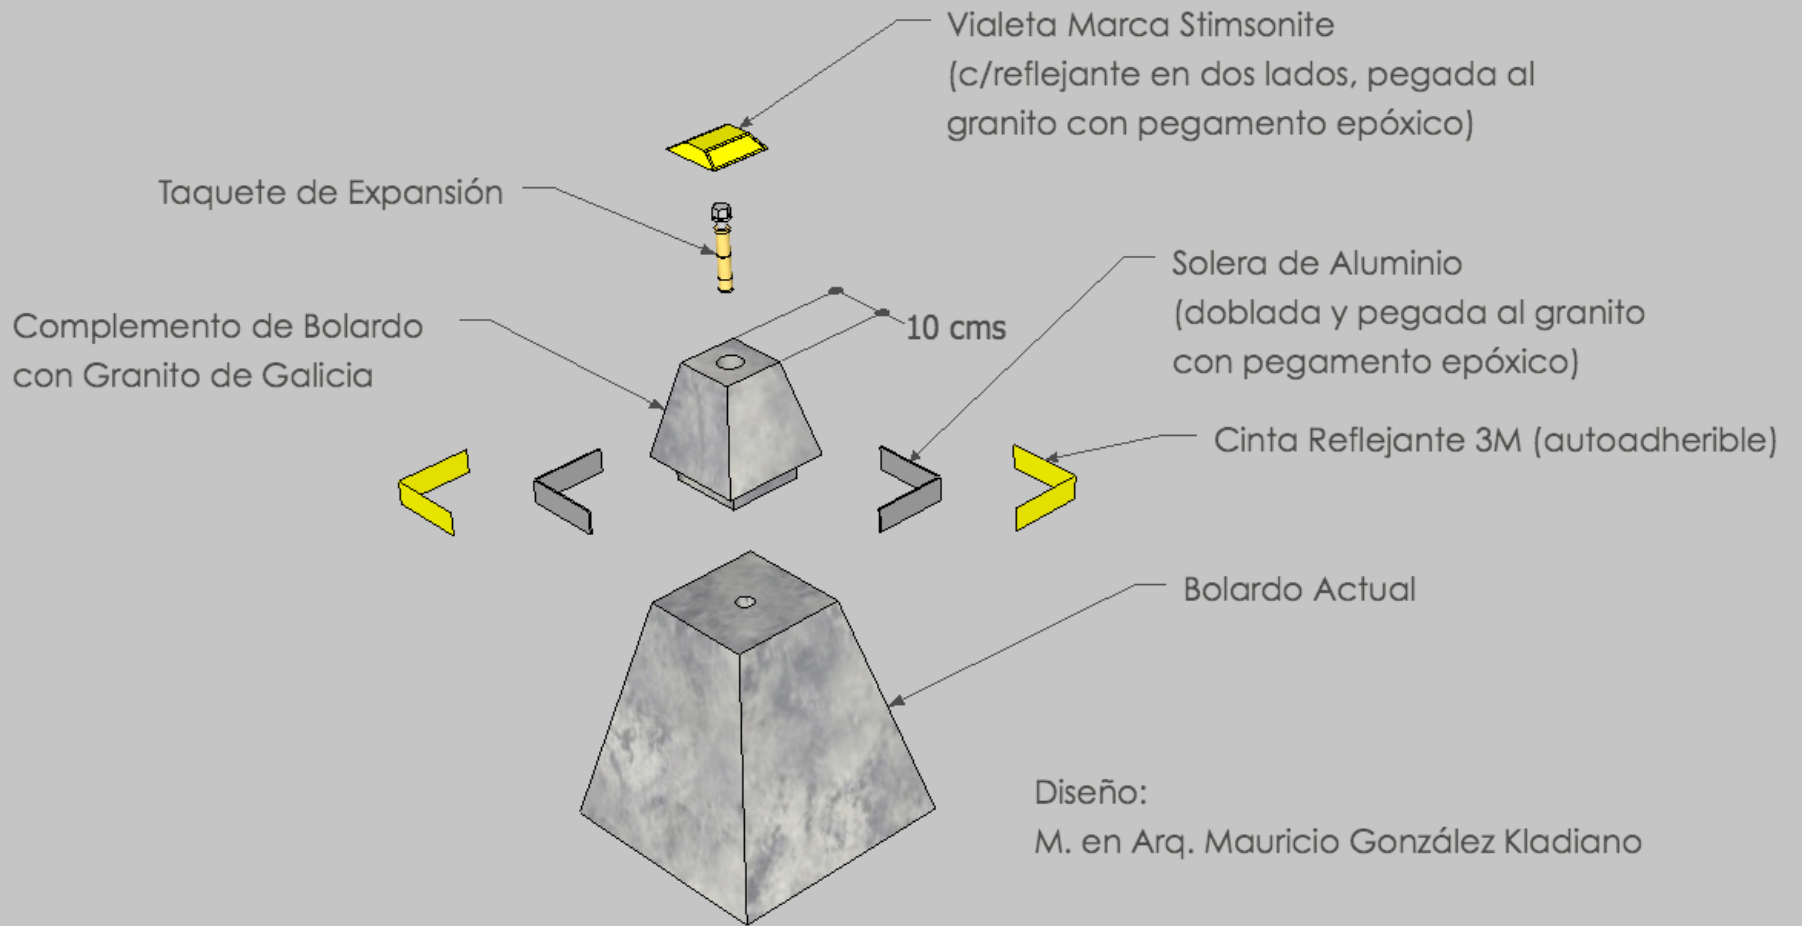 Vialeta Marca Stimsonite
(c/reflejante en dos lados, pegada al
granito con pegamento epóxico)
Taquete de Expansión
Solera de Aluminio
(doblada y pegada al granito
con pegamento epóxico)
Complemento de Bolardo
con Granito de Galicia
10 cms
Cinta Reflejante 3M (autoadherible)
Bolardo Actual
Diseño:
M. en Arq. Mauricio González Kladiano